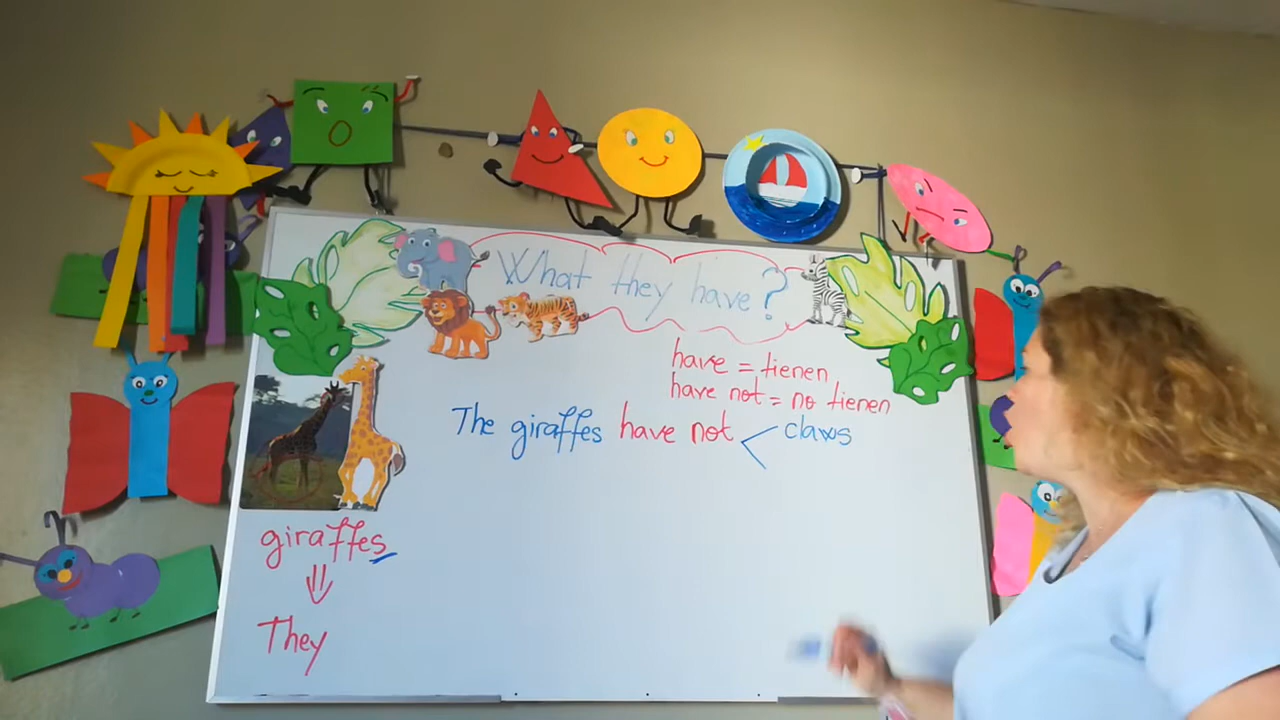 What they have?
have = tienen
have not = no tienen
The giraffes have not < claws
giraffes
⇓
They